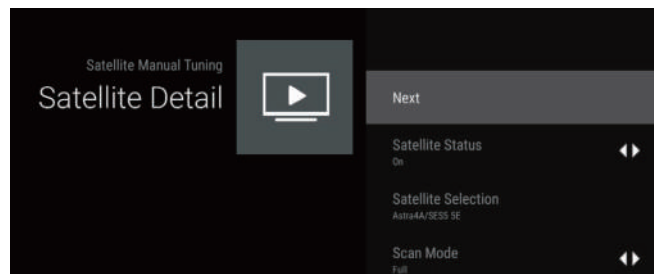 Satellite Manual Tuning
Satellite Detail
Next
Satellite Status
On
Satellite Selection
Astra4A/SES5 5E
Scan Mode
Full